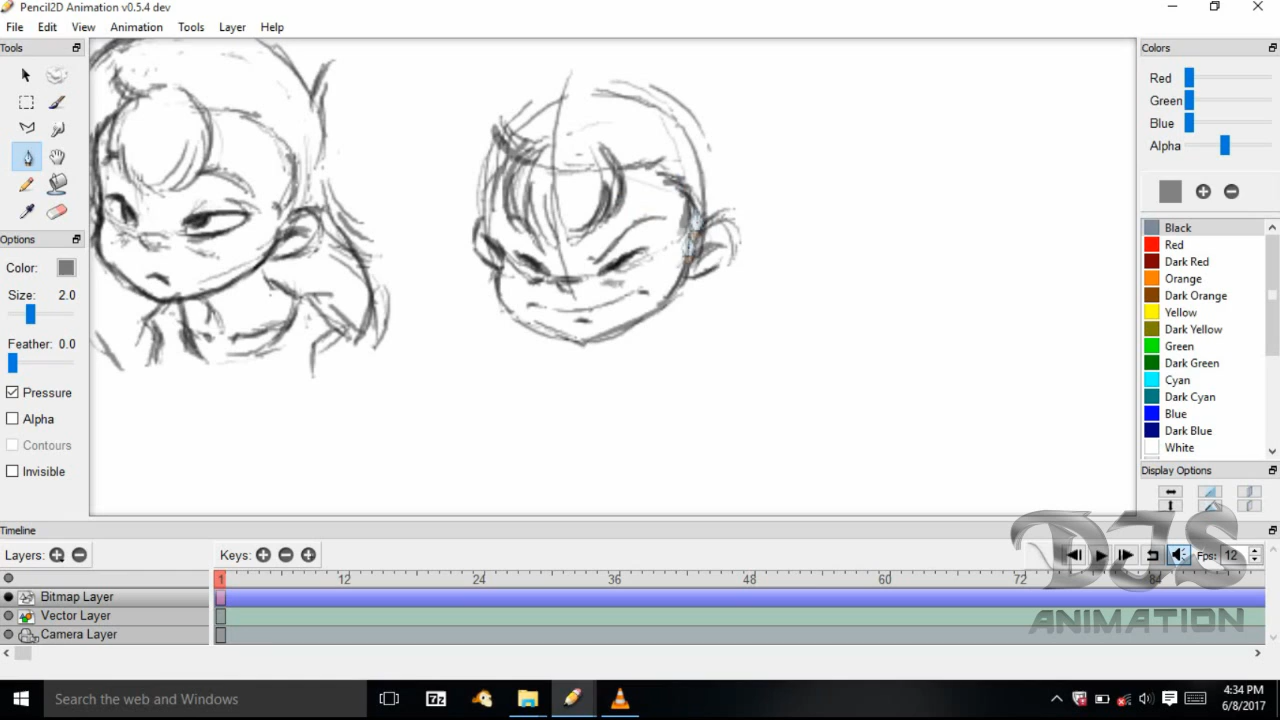 Pencil2D Animation v0.5.4 dev
File Edit View Animation Tools Layer Help
Tools
Options
Color:
Size: 2.0
Feather: 0.0
Pressure
Alpha
Contours
Invisible
Colors
Red
Green
Blue
Alpha
Black
Red
Dark Red
Orange
Dark Orange
Yellow
Dark Yellow
Green
Dark Green
Cyan
Dark Cyan
Blue
Dark Blue
White
Display Options
Timeline
Layers: Keys: Fps: 12
1 12 24 36 48 60 72 84
Bitmap Layer
Vector Layer
Camera Layer
DJS
ANIMATION
Search the web and Windows
7z
4:34 PM
6/8/2017